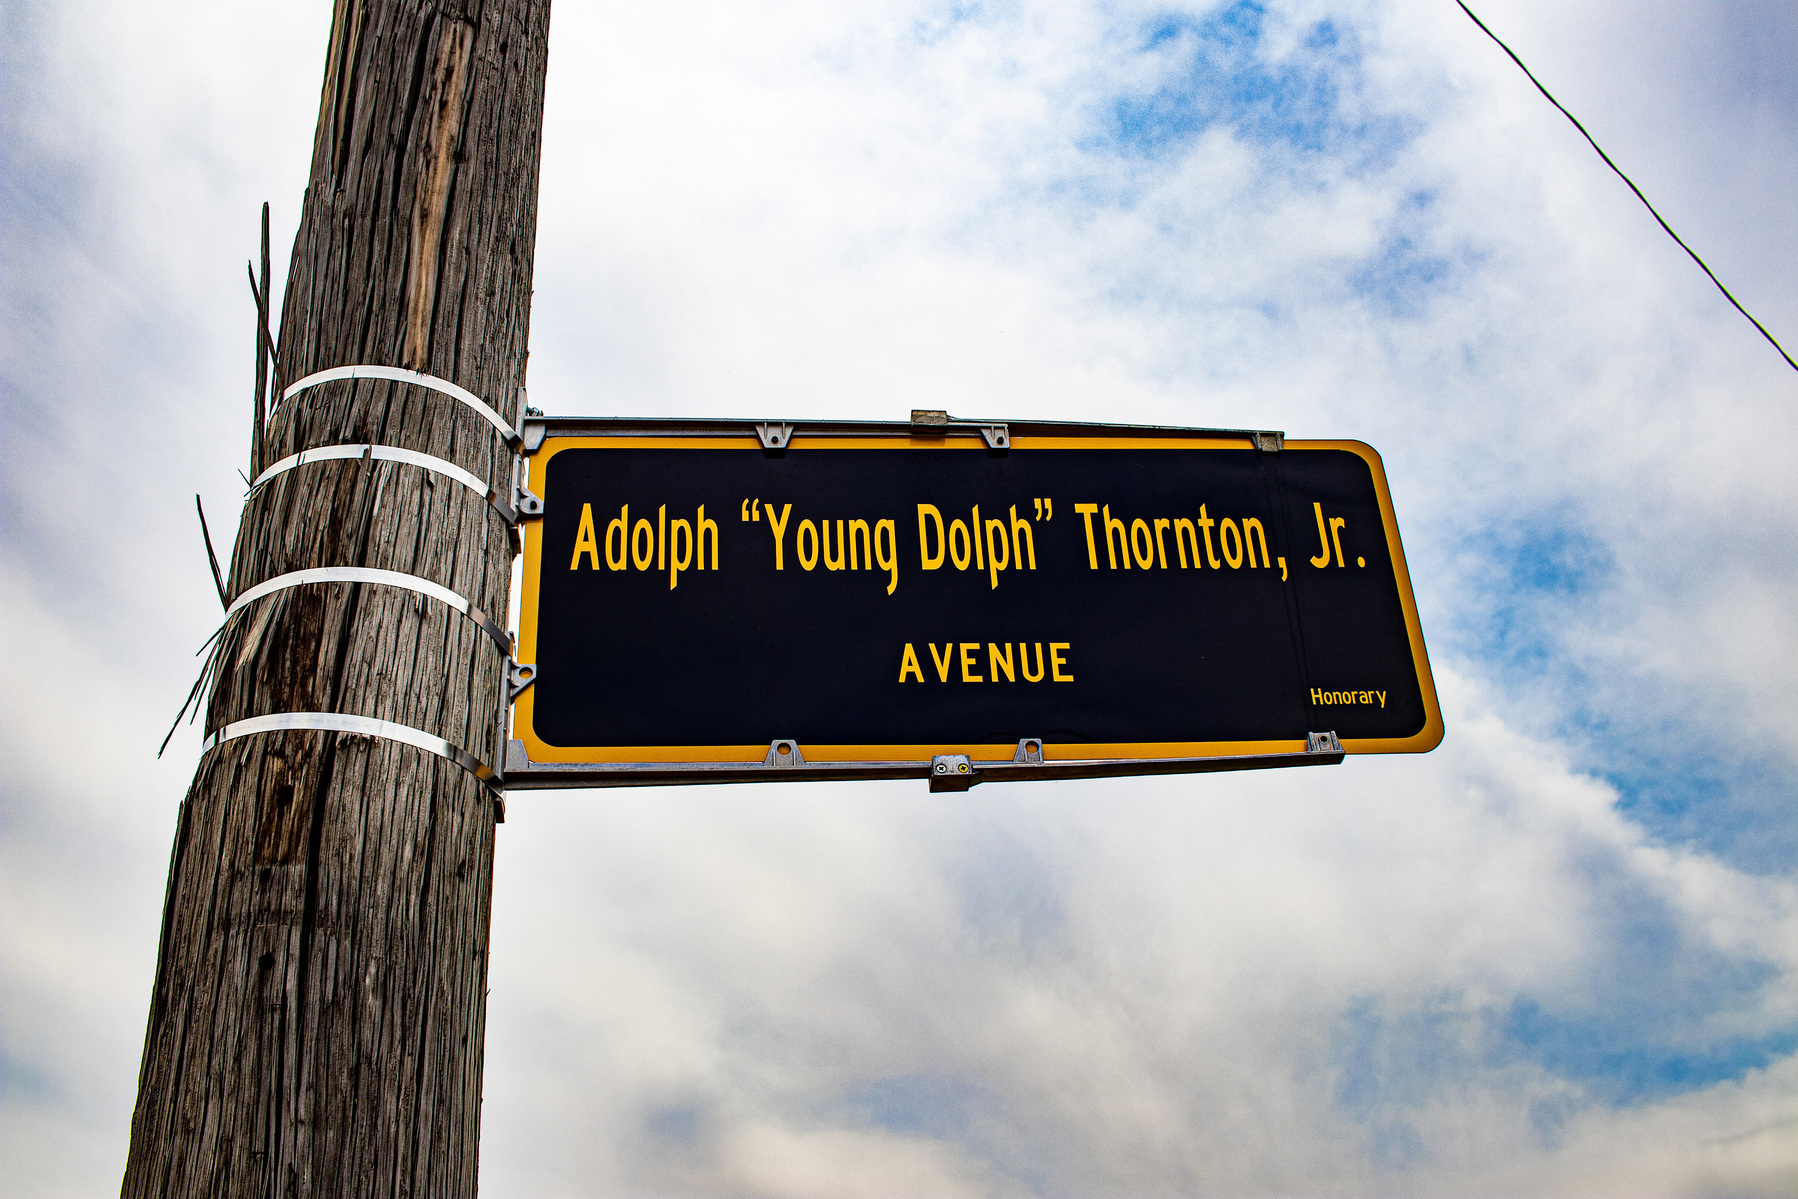 Adolph “Young Dolph” Thornton, Jr.
AVENUE
Honorary